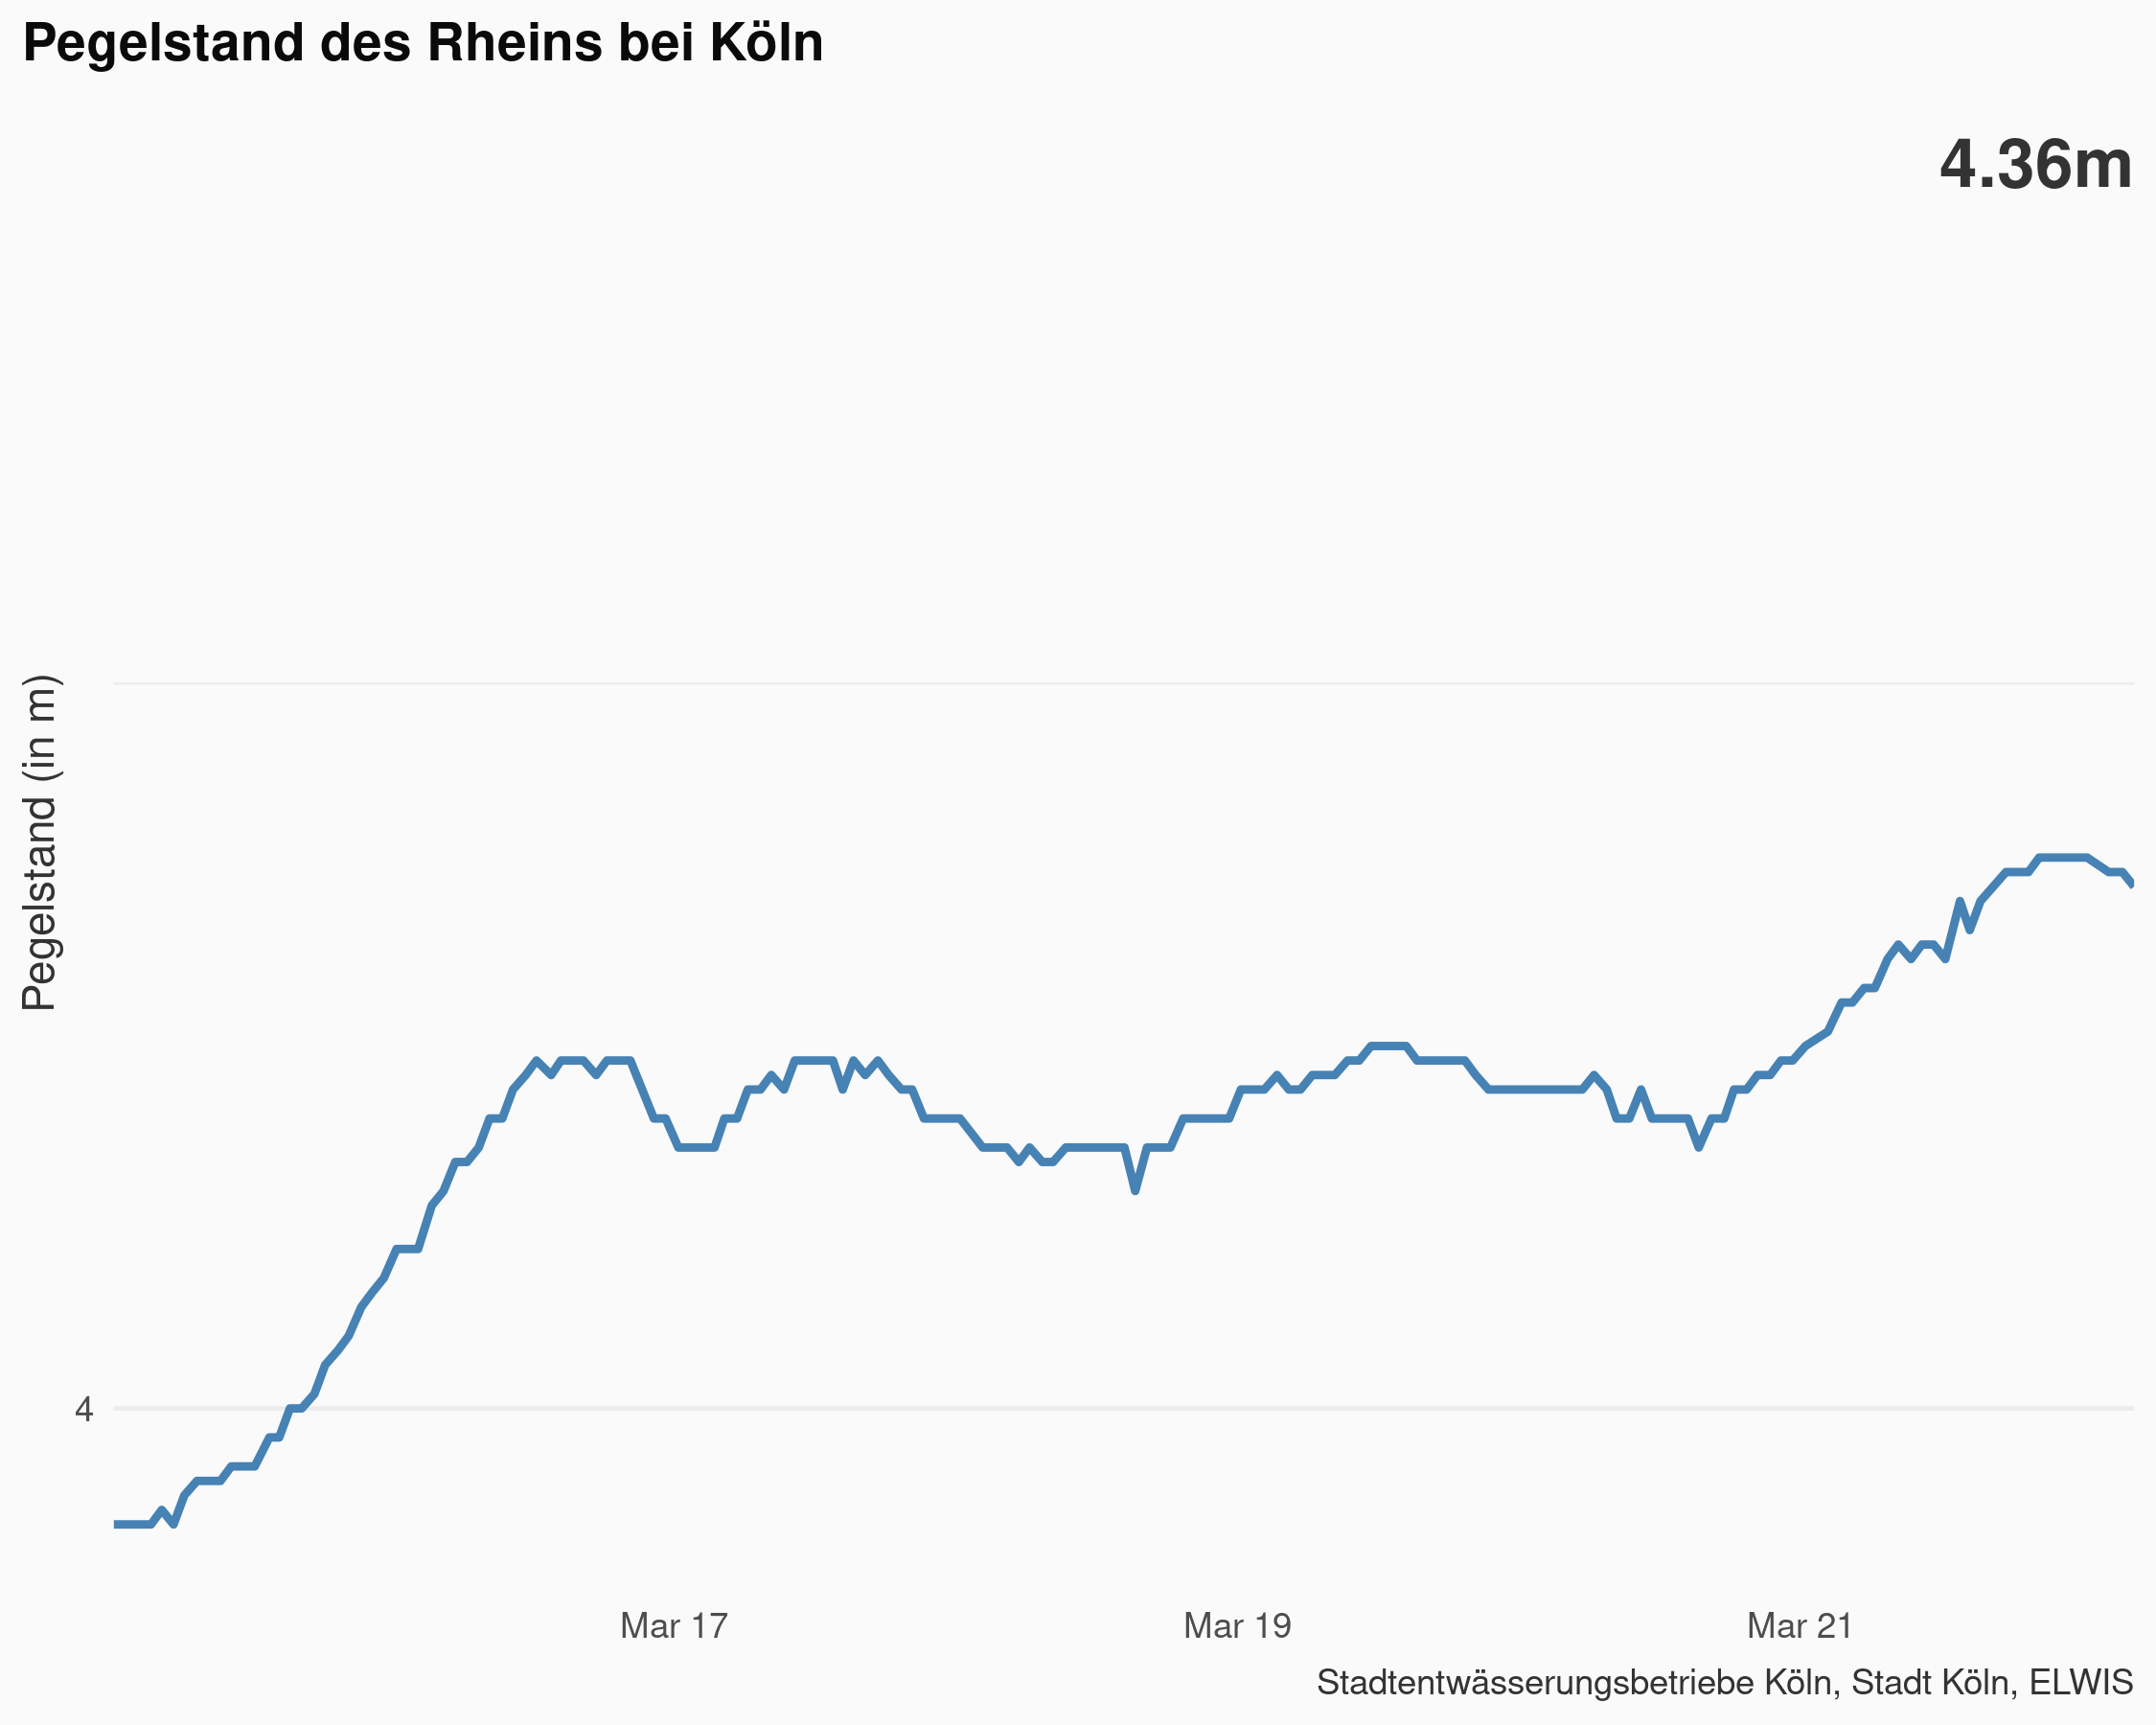 Pegelstand des Rheins bei Köln
4.36m
Pegelstand (in m)
4
Mar 17
Mar 19
Mar 21
Stadtentwässerungsbetriebe Köln, Stadt Köln, ELWIS